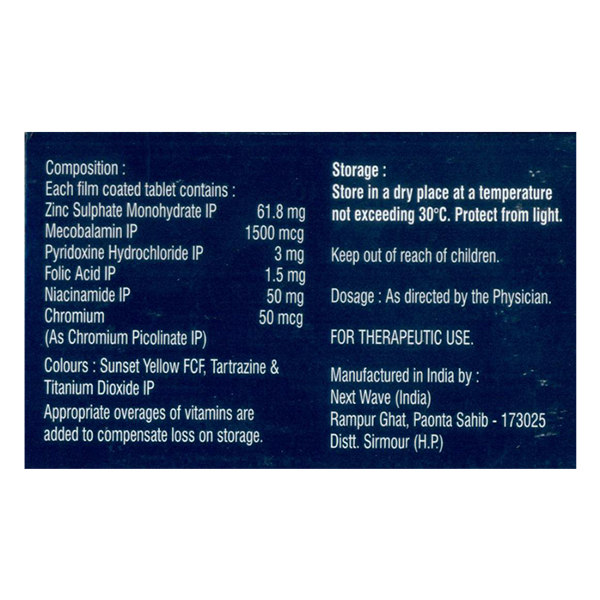 Composition :
Each film coated tablet contains :
Zinc Sulphate Monohydrate IP 61.8 mg
Mecobalamin IP 1500 mcg
Pyridoxine Hydrochloride IP 3 mg
Folic Acid IP 1.5 mg
Niacinamide IP 50 mg
Chromium 50 mcg
(As Chromium Picolinate IP)
Colours : Sunset Yellow FCF, Tartrazine &
Titanium Dioxide IP
Appropriate overages of vitamins are
added to compensate loss on storage.
Storage :
Store in a dry place at a temperature
not exceeding 30°C. Protect from light.
Keep out of reach of children.
Dosage : As directed by the Physician.
FOR THERAPEUTIC USE.
Manufactured in India by :
Next Wave (India)
Rampur Ghat, Paonta Sahib - 173025
Distt. Sirmour (H.P.)